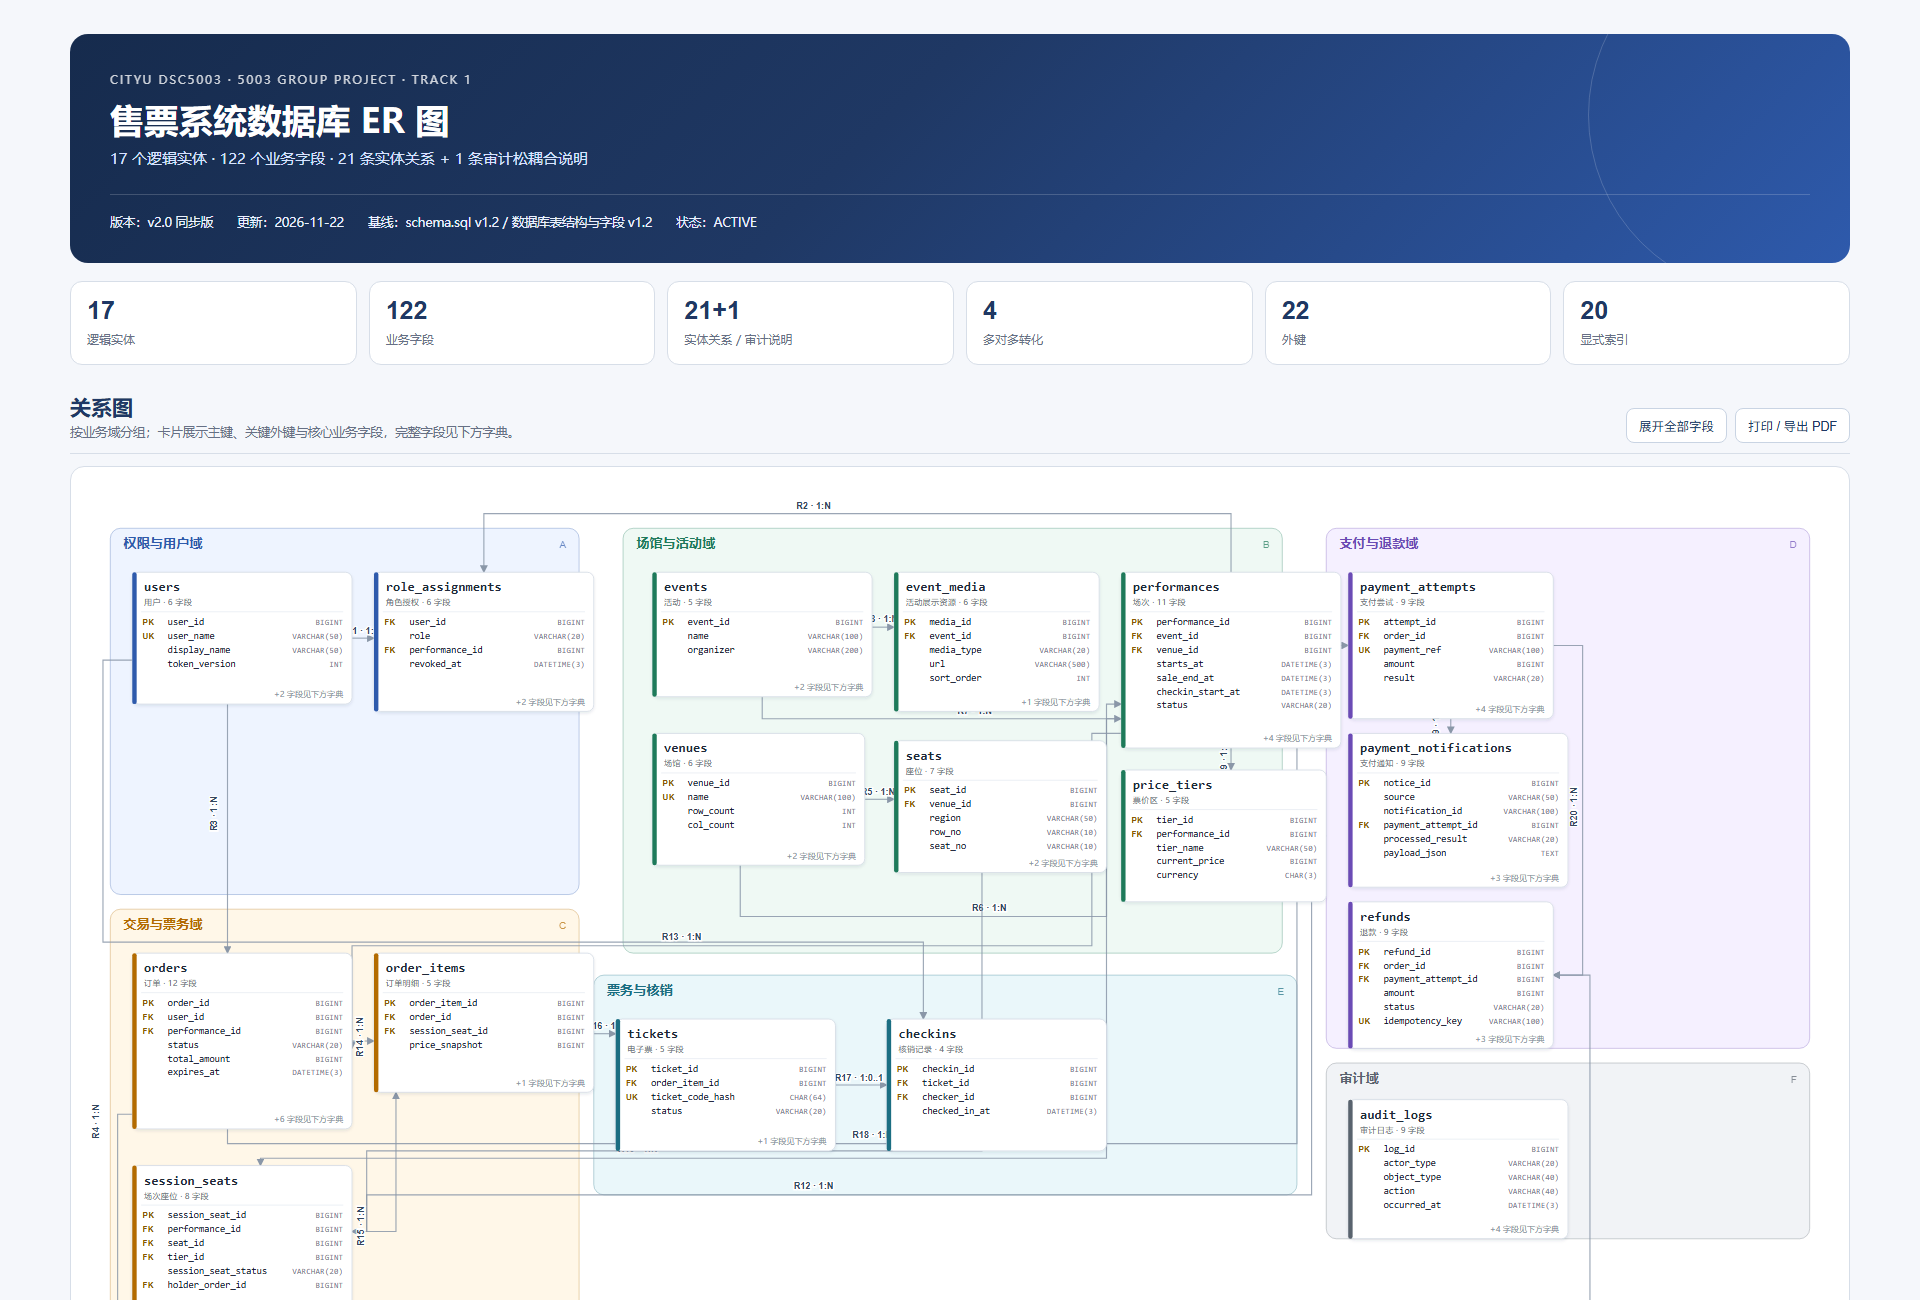 CITYU DSC5003 · 5003 GROUP PROJECT · TRACK 1
售票系统数据库 ER 图
17 个逻辑实体 · 122 个业务字段 · 21 条实体关系 + 1 条审计松耦合说明
版本：v2.0 同步版 更新：2026-11-22 基线：schema.sql v1.2 / 数据库表结构与字段 v1.2 状态：ACTIVE
17
逻辑实体
122
业务字段
21+1
实体关系 / 审计说明
4
多对多转化
22
外键
20
显式索引
关系图
按业务域分组；卡片展示主键、关键外键与核心业务字段，完整字段见下方字典。
展开全部字段
打印 / 导出 PDF
R2 · 1:N
权限与用户域 A
users
用户 · 6 字段
PK user_id BIGINT
UK user_name VARCHAR(50)
display_name VARCHAR(50)
token_version INT
+2 字段见下方字典
role_assignments
角色授权 · 6 字段
FK user_id BIGINT
role VARCHAR(20)
FK performance_id BIGINT
revoked_at DATETIME(3)
+2 字段见下方字典
R3 · 1:N
场馆与活动域 B
events
活动 · 5 字段
PK event_id BIGINT
name VARCHAR(100)
organizer VARCHAR(200)
+2 字段见下方字典
event_media
活动展示资源 · 6 字段
PK media_id BIGINT
FK event_id BIGINT
media_type VARCHAR(20)
url VARCHAR(500)
sort_order INT
+1 字段见下方字典
performances
场次 · 11 字段
PK performance_id BIGINT
FK event_id BIGINT
FK venue_id BIGINT
starts_at DATETIME(3)
sale_end_at DATETIME(3)
checkin_start_at DATETIME(3)
status VARCHAR(20)
+4 字段见下方字典
venues
场馆 · 6 字段
PK venue_id BIGINT
UK name VARCHAR(100)
row_count INT
col_count INT
+2 字段见下方字典
R5 · 1:N
seats
座位 · 7 字段
PK seat_id BIGINT
FK venue_id BIGINT
region VARCHAR(50)
row_no VARCHAR(10)
seat_no VARCHAR(10)
+2 字段见下方字典
price_tiers
票价区 · 5 字段
PK tier_id BIGINT
FK performance_id BIGINT
tier_name VARCHAR(50)
current_price BIGINT
currency CHAR(3)
R6 · 1:N
R13 · 1:N
支付与退款域 D
payment_attempts
支付尝试 · 9 字段
PK attempt_id BIGINT
FK order_id BIGINT
UK payment_ref VARCHAR(100)
amount BIGINT
result VARCHAR(20)
+4 字段见下方字典
payment_notifications
支付通知 · 9 字段
PK notice_id BIGINT
source VARCHAR(50)
notification_id VARCHAR(100)
FK payment_attempt_id BIGINT
processed_result VARCHAR(20)
payload_json TEXT
+3 字段见下方字典
R20 · 1:N
refunds
退款 · 9 字段
PK refund_id BIGINT
FK order_id BIGINT
FK payment_attempt_id BIGINT
amount BIGINT
status VARCHAR(20)
UK idempotency_key VARCHAR(100)
+3 字段见下方字典
交易与票务域 C
orders
订单 · 12 字段
PK order_id BIGINT
FK user_id BIGINT
FK performance_id BIGINT
status VARCHAR(20)
total_amount BIGINT
expires_at DATETIME(3)
+6 字段见下方字典
R14 · 1:N
order_items
订单明细 · 5 字段
PK order_item_id BIGINT
FK order_id BIGINT
FK session_seat_id BIGINT
price_snapshot BIGINT
+1 字段见下方字典
R4 · 1:N
session_seats
场次座位 · 8 字段
PK session_seat_id BIGINT
FK performance_id BIGINT
FK seat_id BIGINT
FK tier_id BIGINT
session_seat_status VARCHAR(20)
FK holder_order_id BIGINT
R15 · 1:N
票务与核销 E
tickets
电子票 · 5 字段
PK ticket_id BIGINT
FK order_item_id BIGINT
UK ticket_code_hash CHAR(64)
status VARCHAR(20)
+1 字段见下方字典
R17 · 1:0..1
checkins
核销记录 · 4 字段
PK checkin_id BIGINT
FK ticket_id BIGINT
FK checker_id BIGINT
checked_in_at DATETIME(3)
R18 · 1:
R12 · 1:N
审计域 F
audit_logs
审计日志 · 9 字段
PK log_id BIGINT
actor_type VARCHAR(20)
object_type VARCHAR(40)
action VARCHAR(40)
occurred_at DATETIME(3)
+4 字段见下方字典